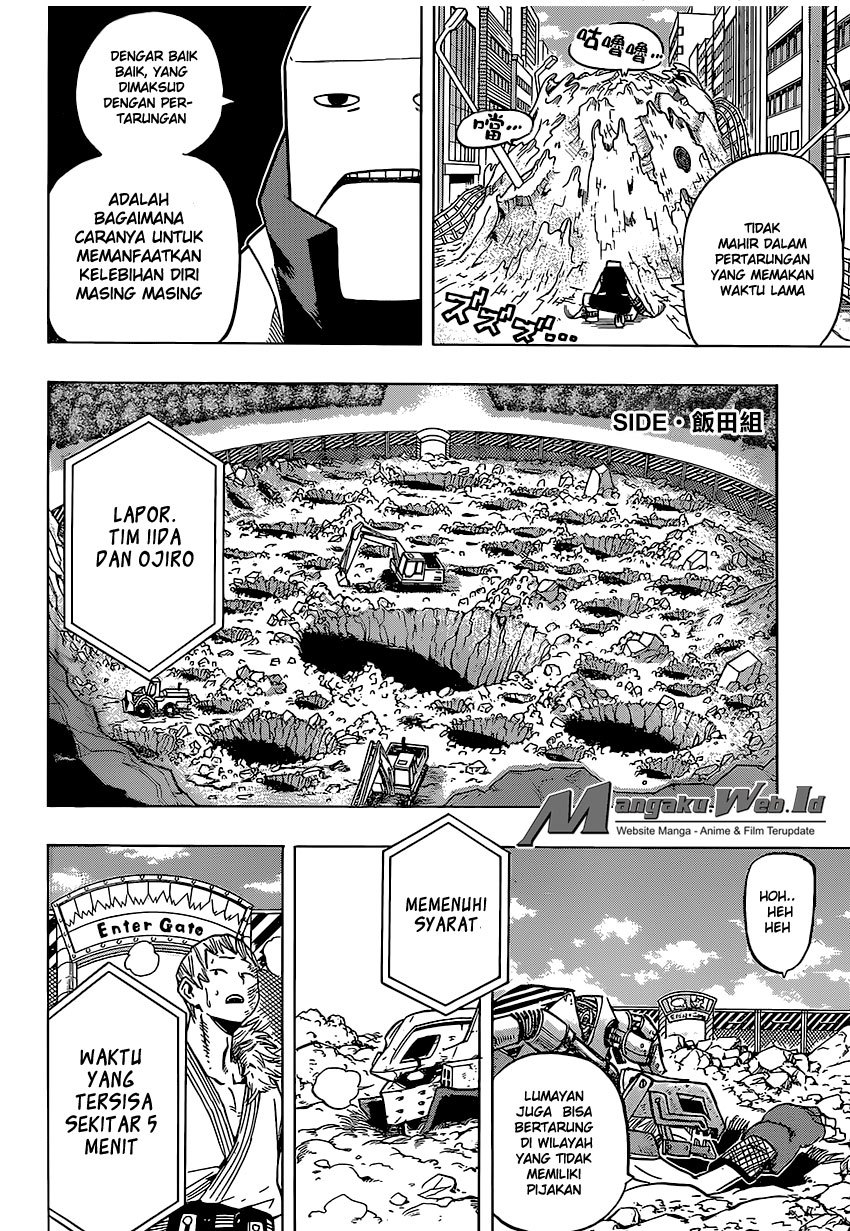 咕嚕嚕…
噹…
TIDAK
MAHIR DALAM
PERTARUNGAN
YANG MEMAKAN
WAKTU LAMA
ズズズズ…
DENGAR BAIK
BAIK, YANG
DIMAKSUD
DENGAN PER-
TARUNGAN
ADALAH
BAGAIMANA
CARANYA UNTUK
MEMANFAATKAN
KELEBIHAN DIRI
MASING MASING
SIDE・飯田組
LAPOR.
TIM IIDA
DAN OJIRO
Mangaku.Web.Id
Website Manga - Anime & Film Terupdate
HOH..
HEH
HEH
LUMAYAN
JUGA BISA
BERTARUNG
DI WILAYAH
YANG TIDAK
MEMILIKI
PIJAKAN
MEMENUHI
SYARAT
Enter Gate
WAKTU
YANG
TERSISA
SEKITAR 5
MENIT